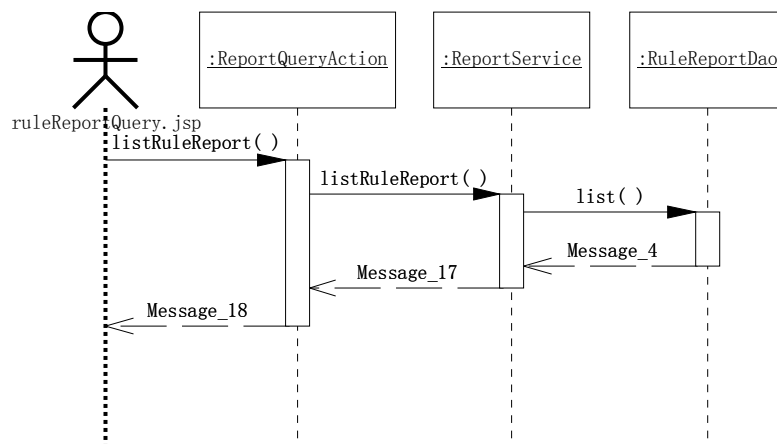 :ReportQueryAction
:ReportService
:RuleReportDao
ruleReportQuery.jsp
listRuleReport( )
listRuleReport( )
list( )
Message_4
Message_17
Message_18